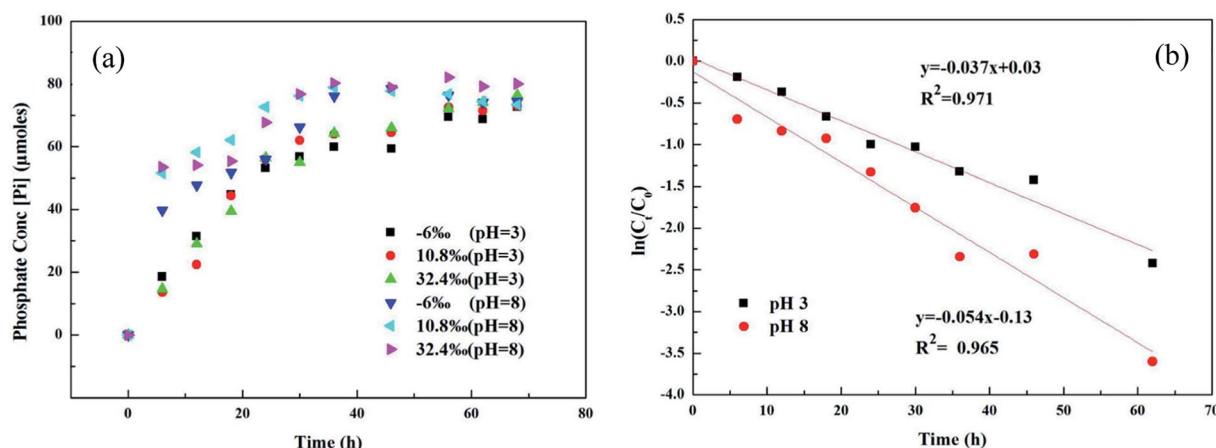 (a)
100
80
60
40
20
0
Phosphate Conc [Pi] (µmoles)
-6‰ (pH=3)
10.8‰(pH=3)
32.4‰(pH=3)
-6‰ (pH=8)
10.8‰(pH=8)
32.4‰(pH=8)
0 20 40 60 80
Time (h)
(b)
0.5
0.0
-0.5
-1.0
-1.5
-2.0
-2.5
-3.0
-3.5
-4.0
ln(Ct/C0)
y=-0.037x+0.03
R2=0.971
pH 3
pH 8
y=-0.054x-0.13
R2= 0.965
0 10 20 30 40 50 60 70
Time (h)